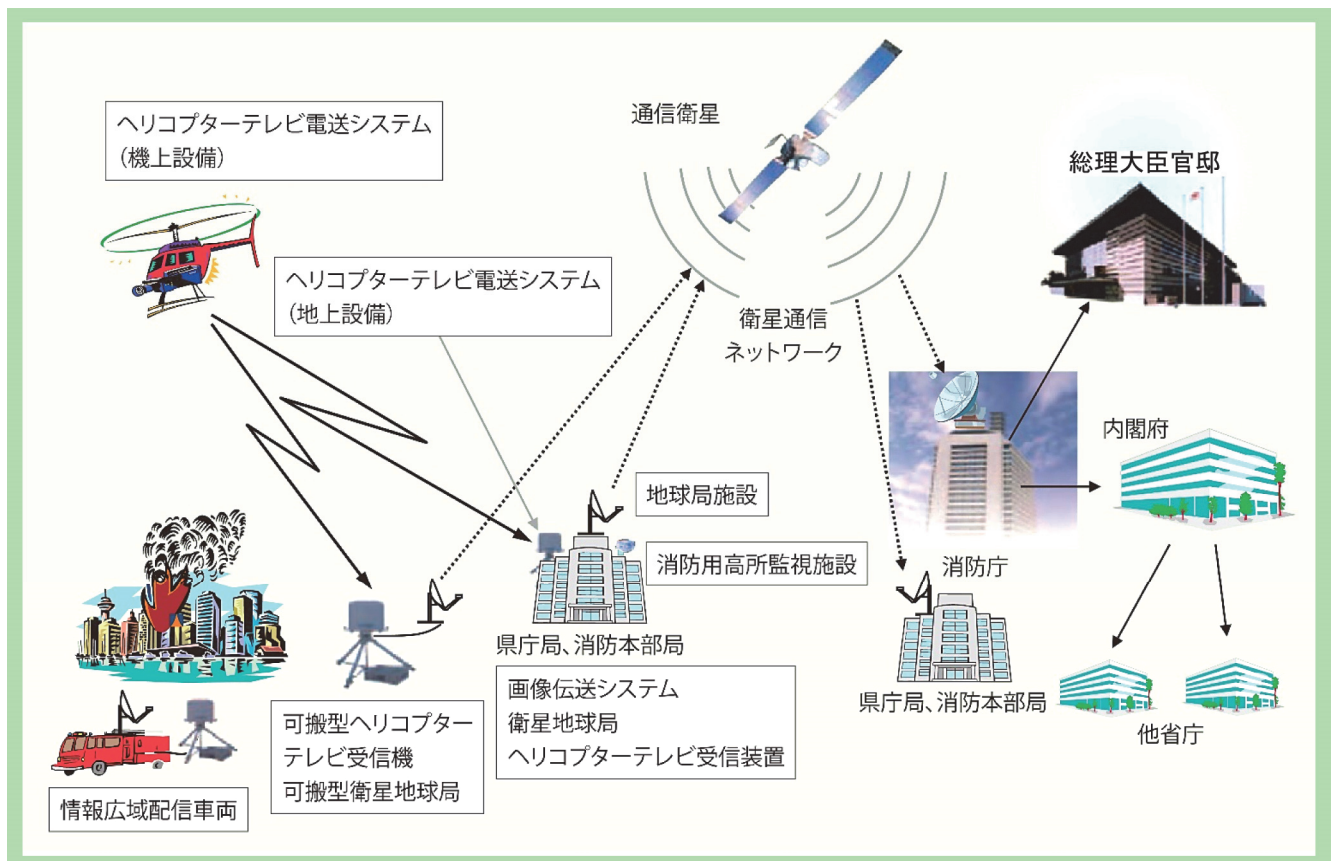 ヘリコプターテレビ電送システム
(機上設備)
通信衛星
総理大臣官邸
ヘリコプターテレビ電送システム
(地上設備)
衛星通信
ネットワーク
内閣府
地球局施設
消防用高所監視施設
消防庁
県庁局、消防本部局
画像伝送システム
衛星地球局
ヘリコプターテレビ受信装置
県庁局、消防本部局
他省庁
可搬型ヘリコプター
テレビ受信機
可搬型衛星地球局
情報広域配信車両